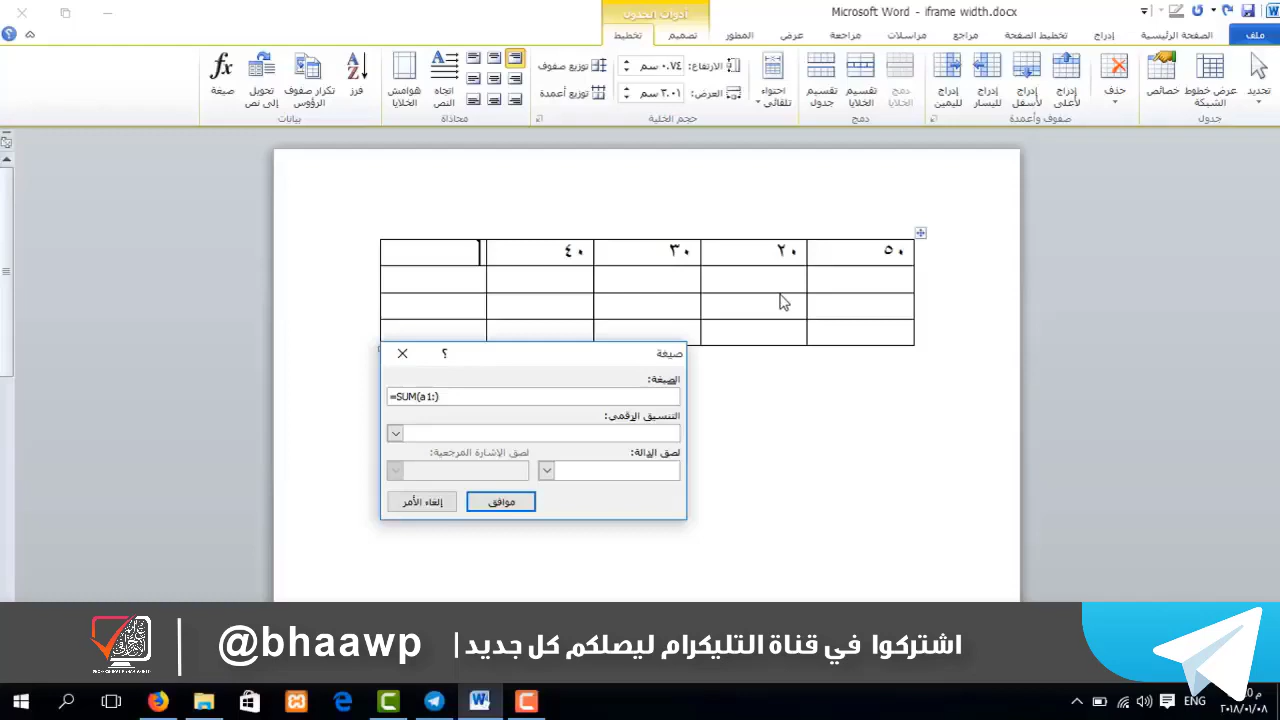 Microsoft Word - iframe width.docx
أدوات الجدول
ملف
الصفحة الرئيسية
إدراج
تخطيط الصفحة
مراجع
مراسلات
مراجعة
عرض
المطور
تصميم
تخطيط
تحديد
عرض خطوط الشبكة
خصائص
جدول
حذف
إدراج لأعلى
إدراج لأسفل
إدراج لليسار
إدراج لليمين
صفوف وأعمدة
دمج الخلايا
تقسيم الخلايا
تقسيم جدول
دمج
احتواء تلقائي
الارتفاع: ٠.٧٤ سم
العرض: ٣.٠١ سم
توزيع صفوف
توزيع أعمدة
حجم الخلية
اتجاه النص
هوامش الخلايا
محاذاة
فرز
تكرار صفوف الرؤوس
تحويل إلى نص
صيغة
بيانات
٥٠ ٢٠ ٣٠ ٤٠
صيغة
؟
الصيغة:
=SUM(a1:)
التنسيق الرقمي:
لصق الدالة:
لصق الإشارة المرجعية:
موافق
إلغاء الأمر
اشتركوا في قناة التليكرام ليصلكم كل جديد | @bhaawp
ENG
٢٠١٨/٠١/٠٨